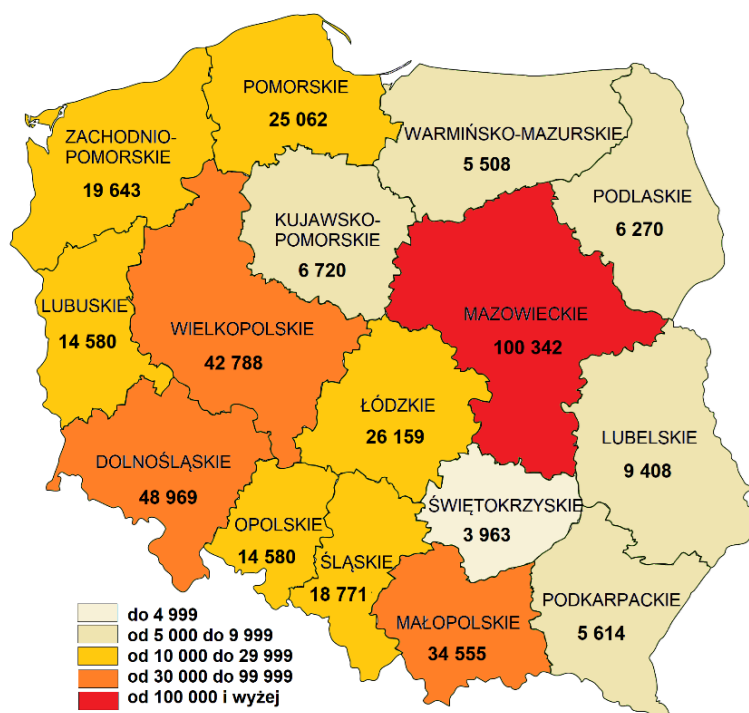 POMORSKIE
25 062
ZACHODNIO-
POMORSKIE
19 643
WARMIŃSKO-MAZURSKIE
5 508
PODLASKIE
6 270
KUJAWSKO-
POMORSKIE
6 720
LUBUSKIE
14 580
WIELKOPOLSKIE
42 788
MAZOWIECKIE
100 342
ŁÓDZKIE
26 159
LUBELSKIE
9 408
DOLNOŚLĄSKIE
48 969
OPOLSKIE
14 580
ŚLĄSKIE
18 771
ŚWIĘTOKRZYSKIE
3 963
MAŁOPOLSKIE
34 555
PODKARPACKIE
5 614
do 4 999
od 5 000 do 9 999
od 10 000 do 29 999
od 30 000 do 99 999
od 100 000 i wyżej